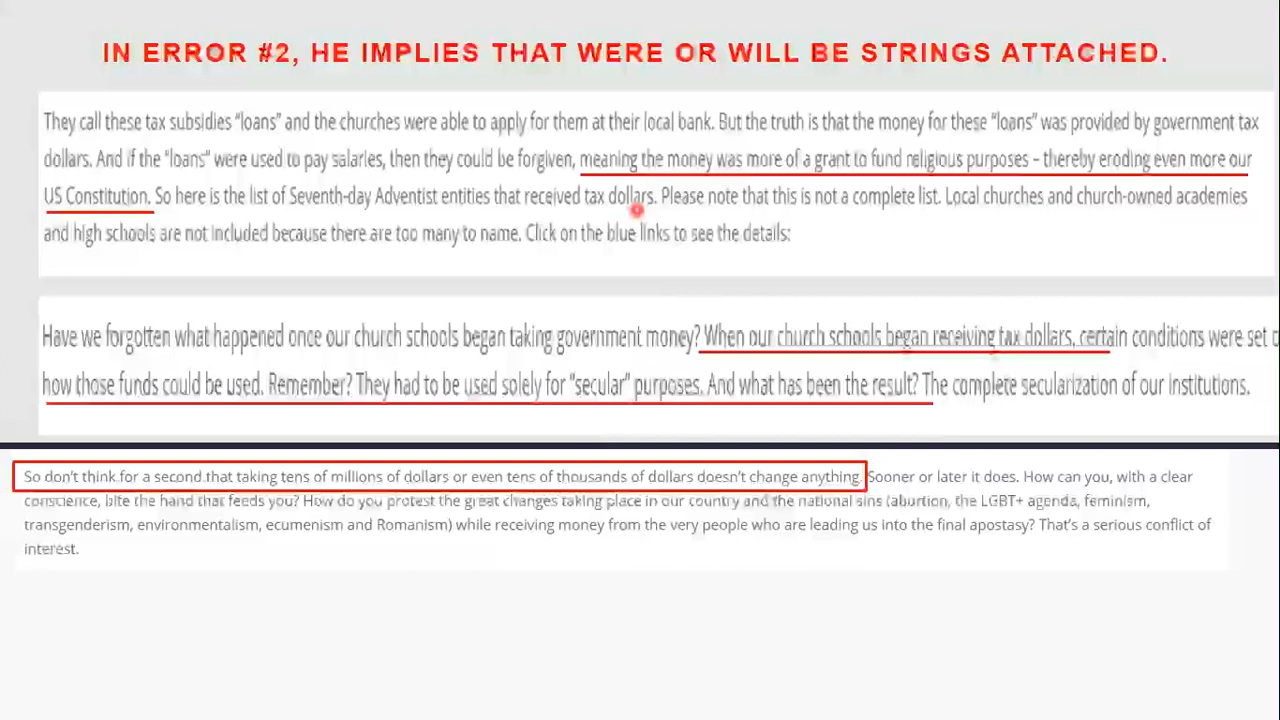 IN ERROR #2, HE IMPLIES THAT WERE OR WILL BE STRINGS ATTACHED.
They call these tax subsidies “loans” and the churches were able to apply for them at their local bank. But the truth is that the money for these “loans” was provided by government tax
dollars. And if the “loans” were used to pay salaries, then they could be forgiven, meaning the money was more of a grant to fund religious purposes – thereby eroding even more our
US Constitution. So here is the list of Seventh-day Adventist entities that received tax dollars. Please note that this is not a complete list. Local churches and church-owned academies
and high schools are not included because there are too many to name. Click on the blue links to see the details:
Have we forgotten what happened once our church schools began taking government money? When our church schools began receiving tax dollars, certain conditions were set
how those funds could be used. Remember? They had to be used solely for “secular” purposes. And what has been the result? The complete secularization of our institutions.
So don’t think for a second that taking tens of millions of dollars or even tens of thousands of dollars doesn’t change anything. Sooner or later it does. How can you, with a clear
conscience, bite the hand that feeds you? How do you protest the great changes taking place in our country and the national sins (abortion, the LGBT+ agenda, feminism,
transgenderism, environmentalism, ecumenism and Romanism) while receiving money from the very people who are leading us into the final apostasy? That’s a serious conflict of
interest.